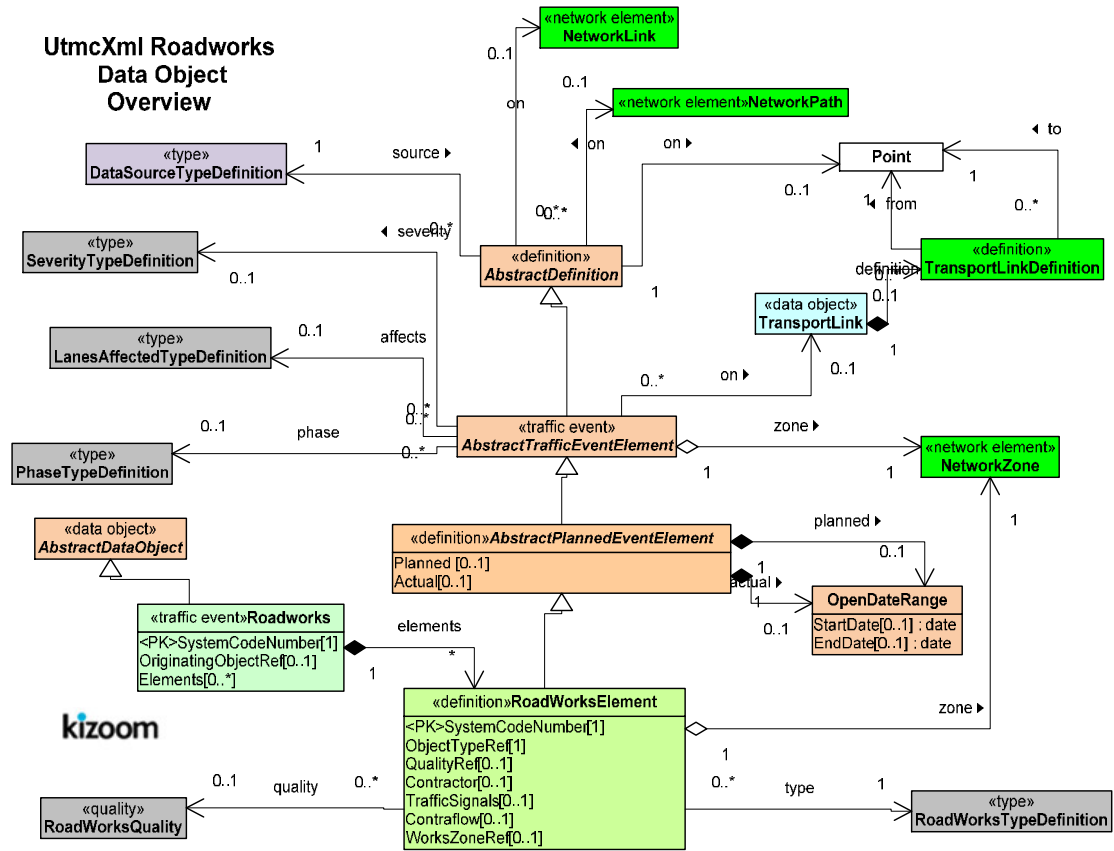 UtmcXml Roadworks
Data Object
Overview
«network element»
NetworkLink
0..1
on
«network element»NetworkPath
0..1
on
«type»
DataSourceTypeDefinition
1
source
on
0..1
Point
1
to
0..*
1
from
0..*
0..*
0..*
«type»
SeverityTypeDefinition
severity
0..1
«definition»
AbstractDefinition
1
«definition»
TransportLinkDefinition
definition
0..*
0..1
«data object»
TransportLink
1
«type»
LanesAffectedTypeDefinition
0..1
affects
0..1
on
0..*
0..*
0..*
«traffic event»
AbstractTrafficEventElement
zone
1
1
«network element»
NetworkZone
«type»
PhaseTypeDefinition
0..1
phase
0..*
1
«data object»
AbstractDataObject
«definition»AbstractPlannedEventElement
Planned [0..1]
Actual[0..1]
planned
0..1
1
actual
1
0..1
OpenDateRange
StartDate[0..1] : date
EndDate[0..1] : date
«traffic event»Roadworks
<PK>SystemCodeNumber[1]
OriginatingObjectRef[0..1]
Elements[0..*]
elements
1
*
«definition»RoadWorksElement
<PK>SystemCodeNumber[1]
ObjectTypeRef[1]
QualityRef[0..1]
Contractor[0..1]
TrafficSignals[0..1]
Contraflow[0..1]
WorksZoneRef[0..1]
zone
1
kizoom
«quality»
RoadWorksQuality
0..1
quality
0..*
0..*
type
1
«type»
RoadWorksTypeDefinition